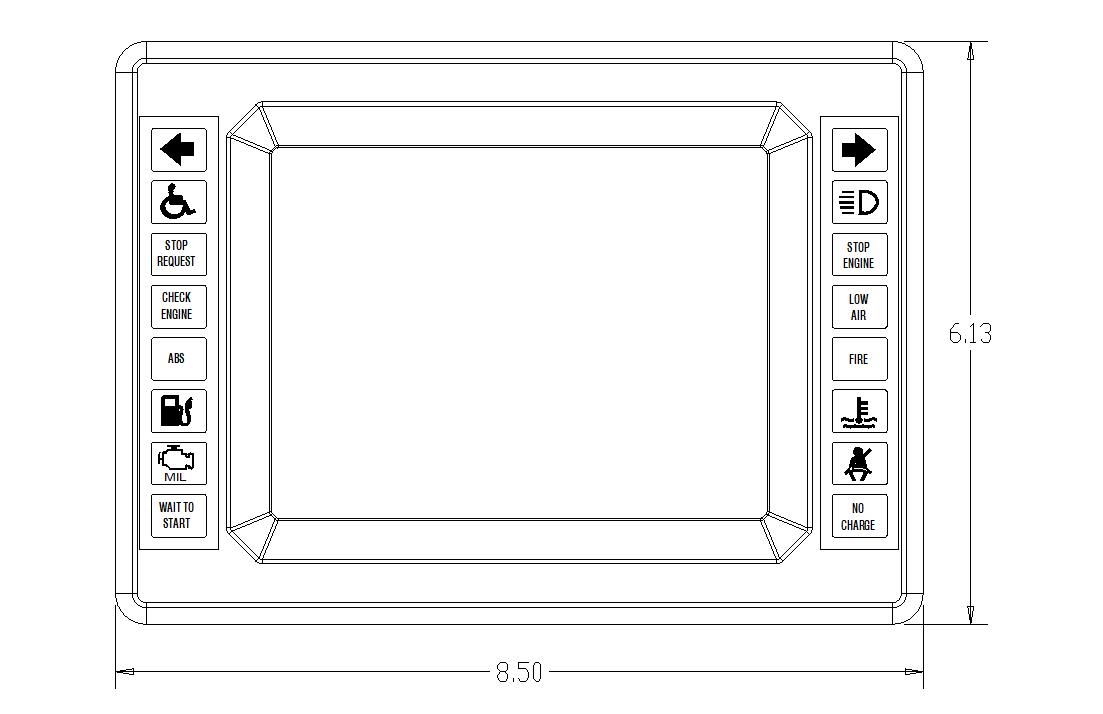 STOP
REQUEST
CHECK
ENGINE
ABS
MIL
WAIT TO
START
STOP
ENGINE
LOW
AIR
FIRE
NO
CHARGE
6.13
8.50